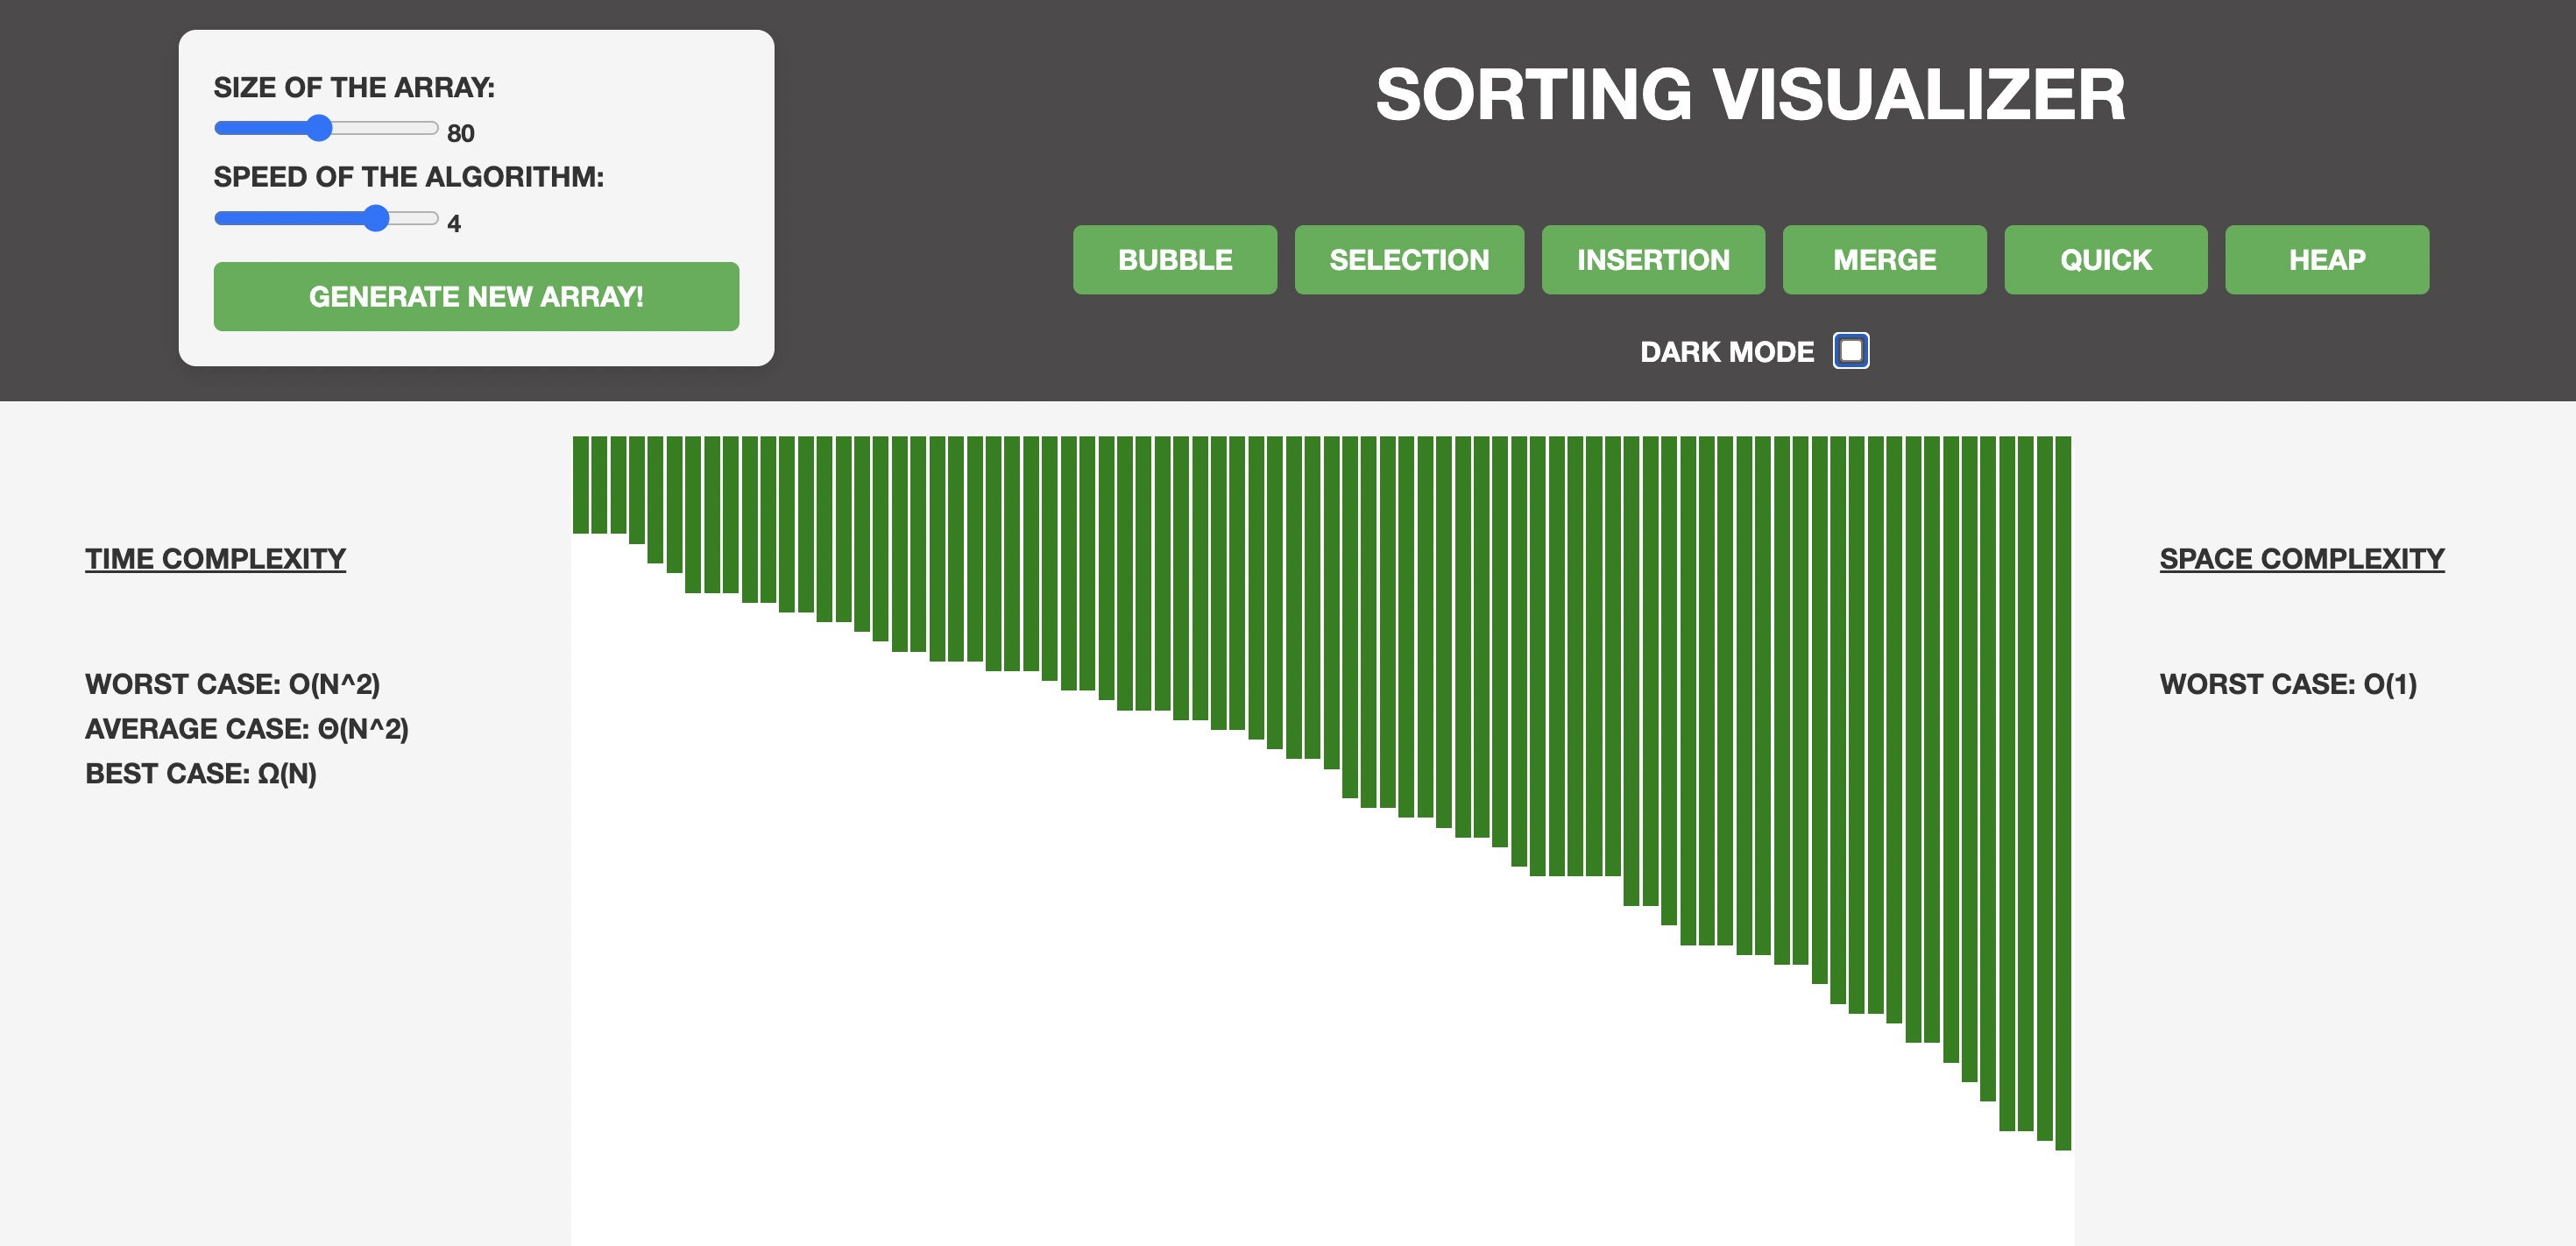 SIZE OF THE ARRAY:
80
SPEED OF THE ALGORITHM:
4
GENERATE NEW ARRAY!
SORTING VISUALIZER
BUBBLE SELECTION INSERTION MERGE QUICK HEAP
DARK MODE
TIME COMPLEXITY
WORST CASE: O(N^2)
AVERAGE CASE: Θ(N^2)
BEST CASE: Ω(N)
SPACE COMPLEXITY
WORST CASE: O(1)